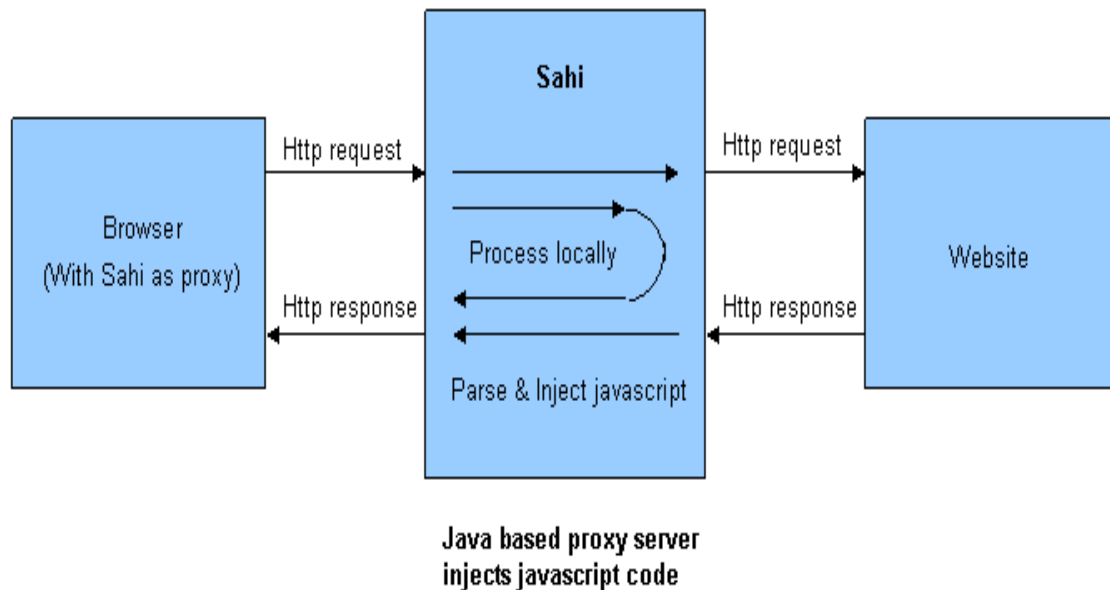 Sahi
Http request
Http request
Browser
(With Sahi as proxy)
Process locally
Website
Http response
Http response
Parse & Inject javascript
Java based proxy server
injects javascript code